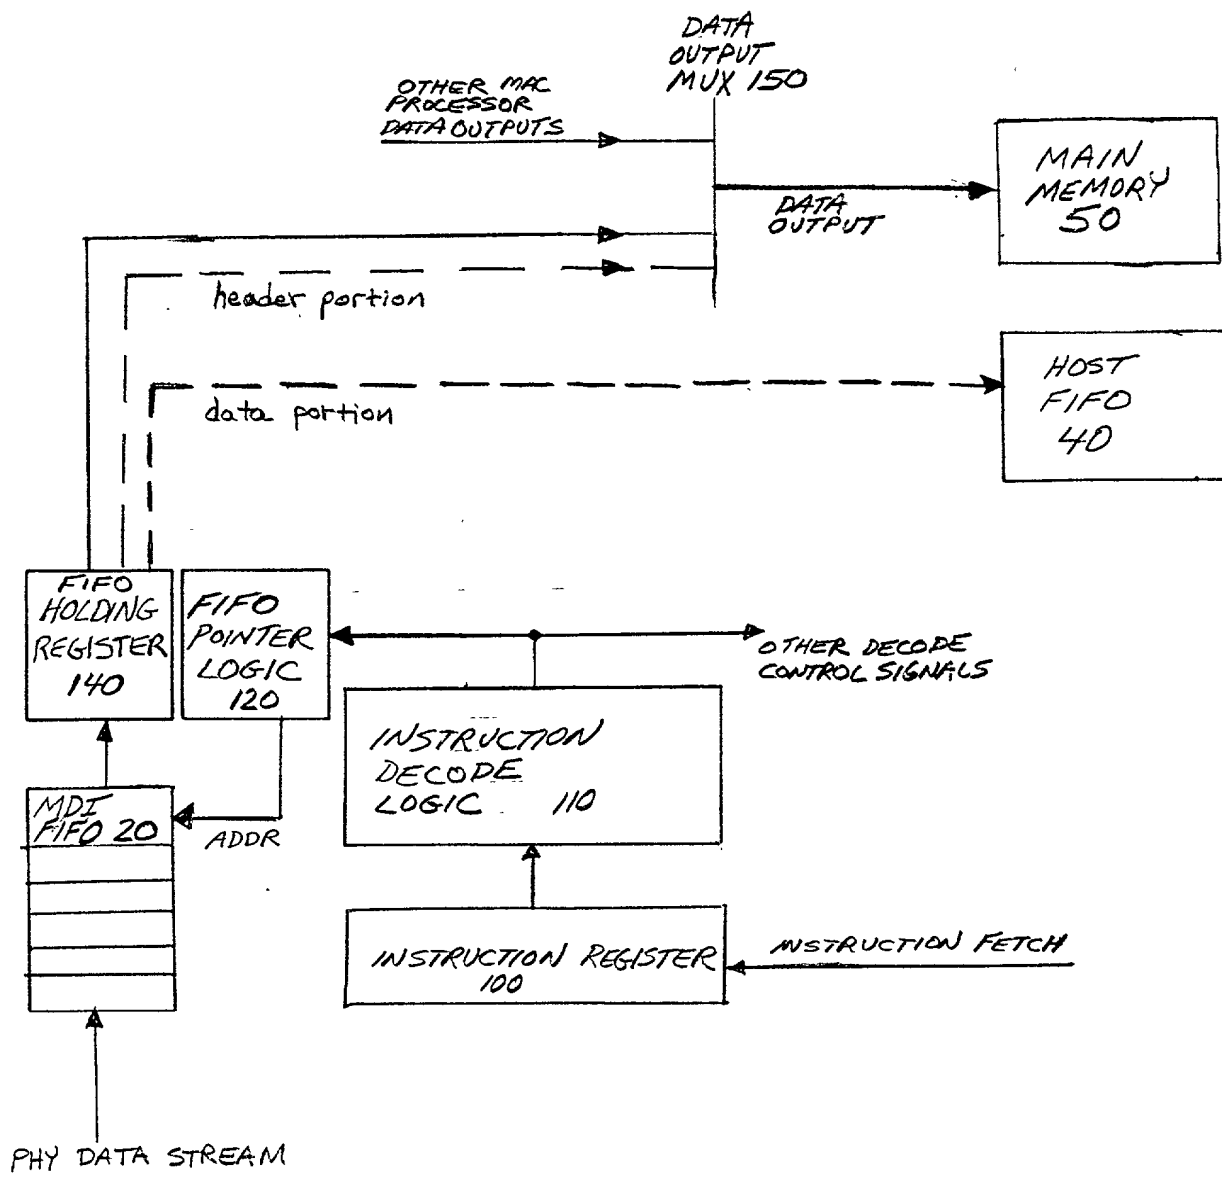 DATA
OUTPUT
MUX 150
OTHER MAC
PROCESSOR
DATA OUTPUTS
MAIN
MEMORY
50
DATA
OUTPUT
header portion
HOST
FIFO
40
data portion
FIFO
HOLDING
REGISTER
140
FIFO
POINTER
LOGIC
120
OTHER DECODE
CONTROL SIGNALS
INSTRUCTION
DECODE
LOGIC 110
MDI
FIFO 20
ADDR
INSTRUCTION REGISTER
100
INSTRUCTION FETCH
PHY DATA STREAM